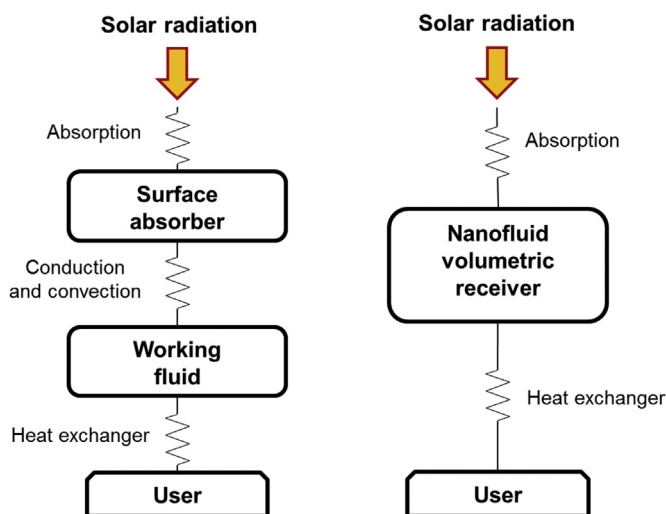 Solar radiation
Absorption
Surface
absorber
Conduction
and convection
Working
fluid
Heat exchanger
User
Solar radiation
Absorption
Nanofluid
volumetric
receiver
Heat exchanger
User